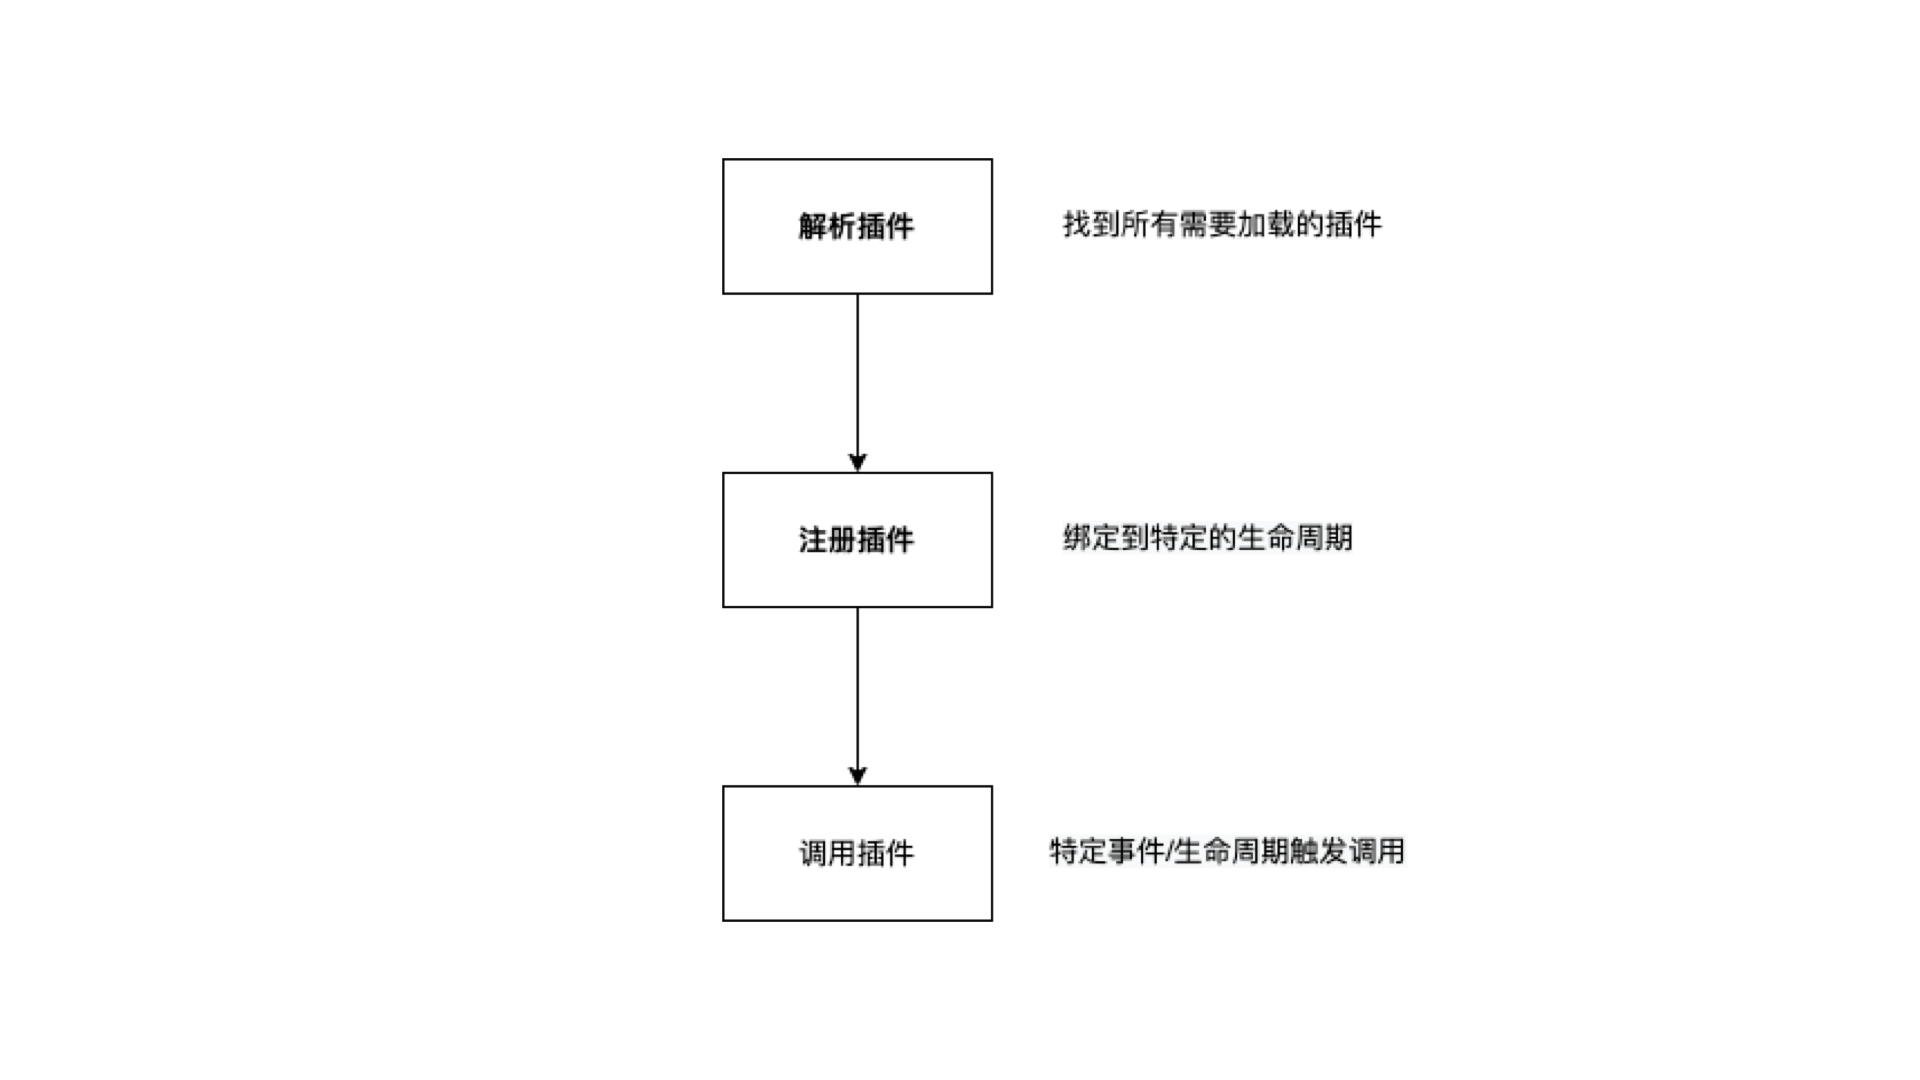 解析插件
找到所有需要加载的插件
注册插件
绑定到特定的生命周期
调用插件
特定事件/生命周期触发调用